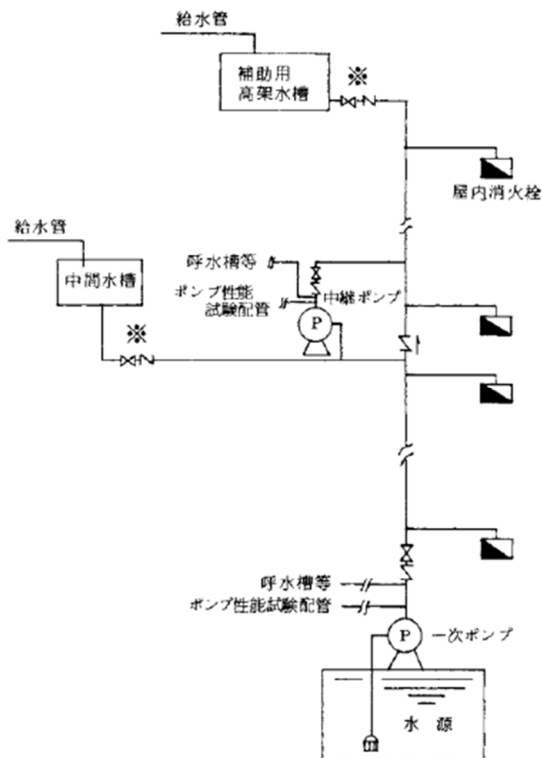 給水管
補助用
高架水槽
※
屋内消火栓
給水管
中間水槽
※
呼水槽等
ポンプ性能
試験配管
中継ポンプ
P
呼水槽等
ポンプ性能試験配管
P
一次ポンプ
水源